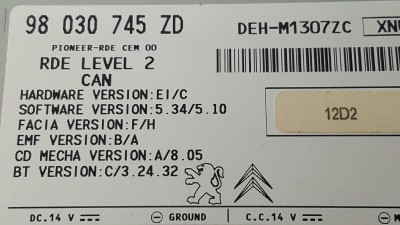 98 030 745 ZD DEH-M1307ZC XNU
PIONEER-RDE CEM 00
RDE LEVEL 2
CAN
HARDWARE VERSION:EI/C
SOFTWARE VERSION:5.34/5.10
FACIA VERSION:F/H
12D2
EMF VERSION:B/A
CD MECHA VERSION:A/8.05
BT VERSION:C/3.24.32
DC.14 V GROUND C.C.14 V